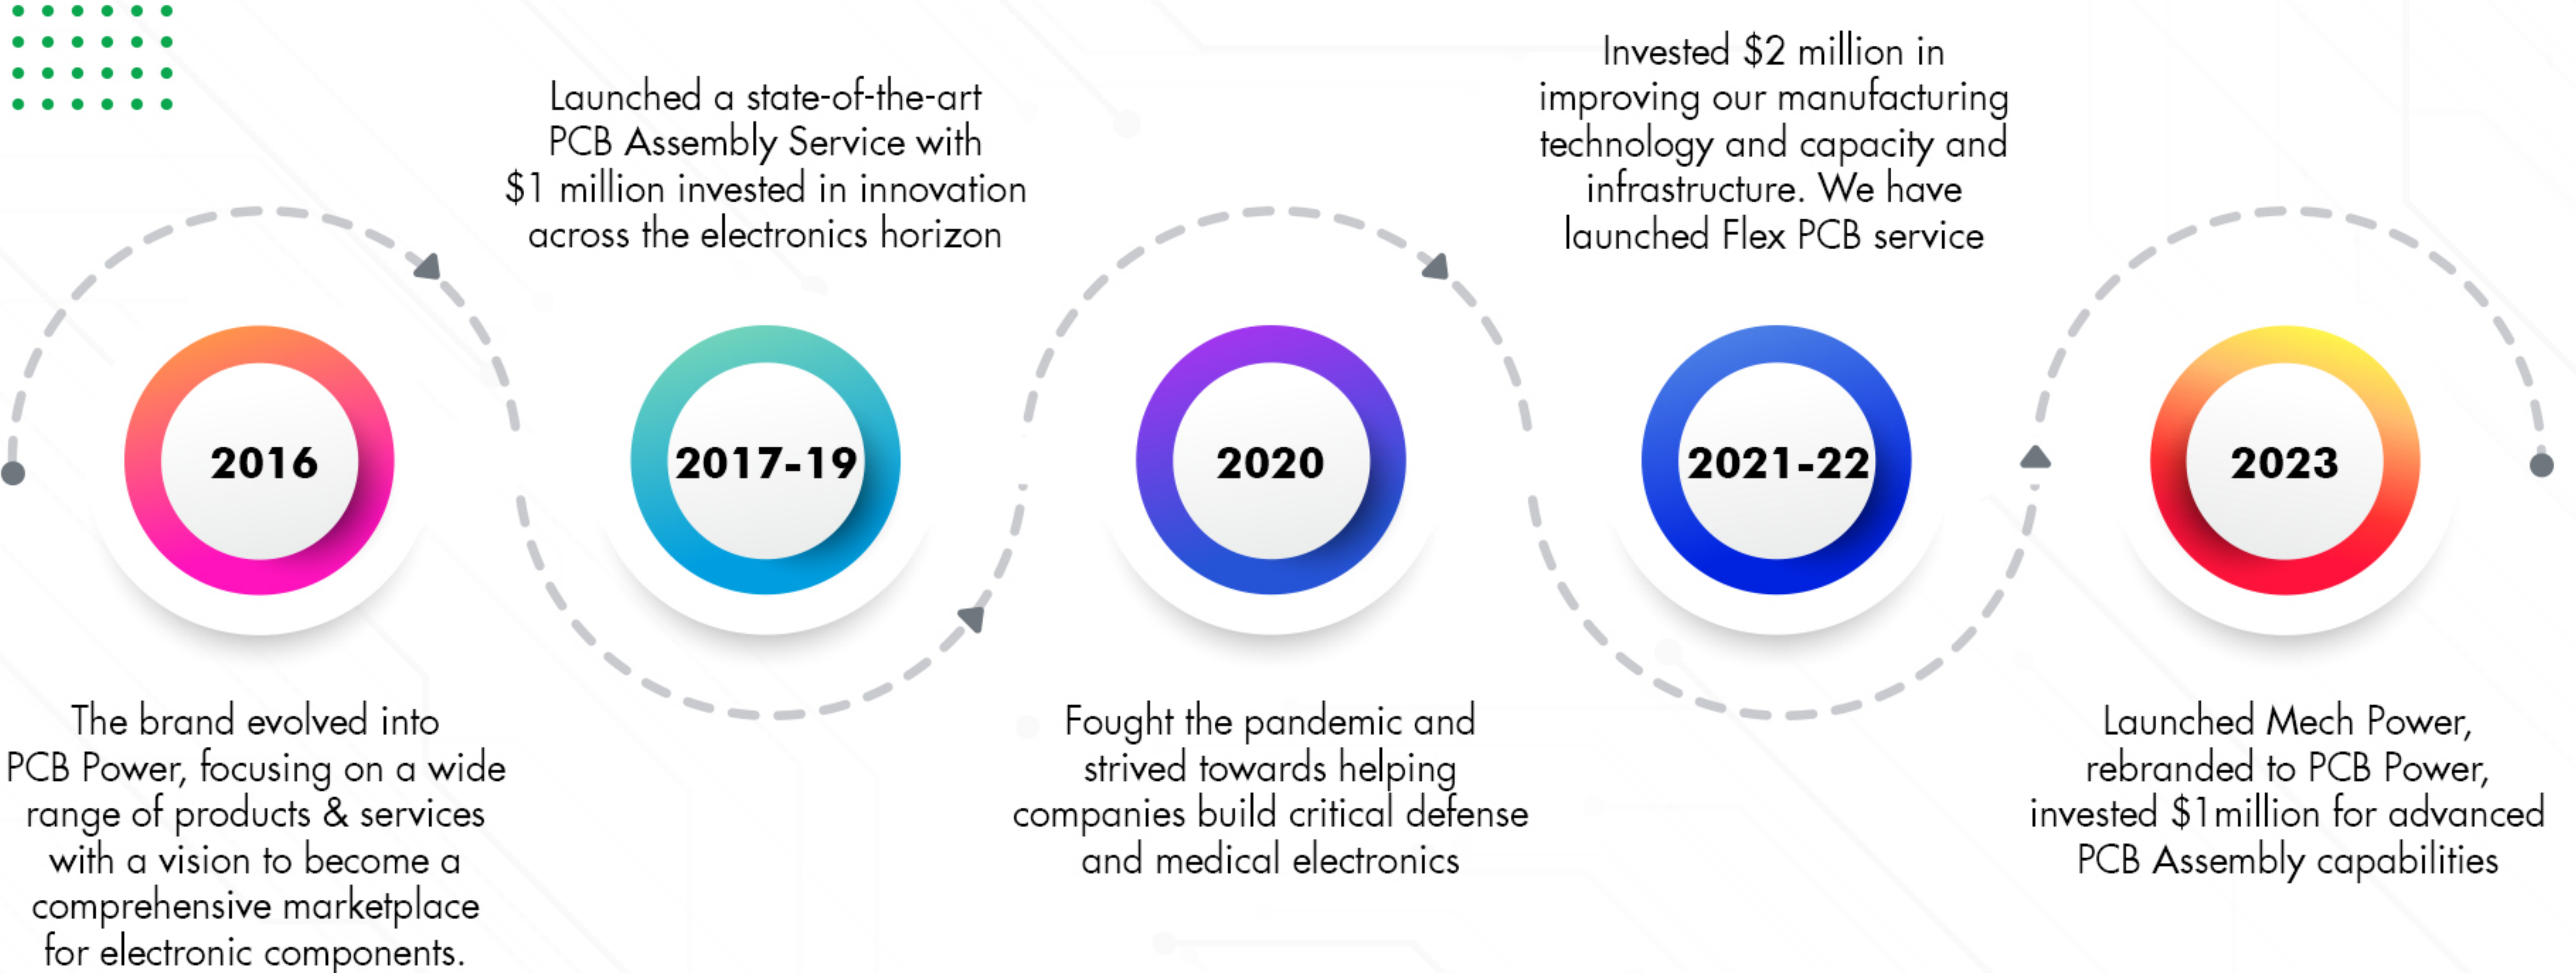 2016
The brand evolved into
PCB Power, focusing on a wide
range of products & services
with a vision to become a
comprehensive marketplace
for electronic components.
Launched a state-of-the-art
PCB Assembly Service with
$1 million invested in innovation
across the electronics horizon
2017-19
2020
Fought the pandemic and
strived towards helping
companies build critical defense
and medical electronics
Invested $2 million in
improving our manufacturing
technology and capacity and
infrastructure. We have
launched Flex PCB service
2021-22
2023
Launched Mech Power,
rebranded to PCB Power,
invested $1million for advanced
PCB Assembly capabilities